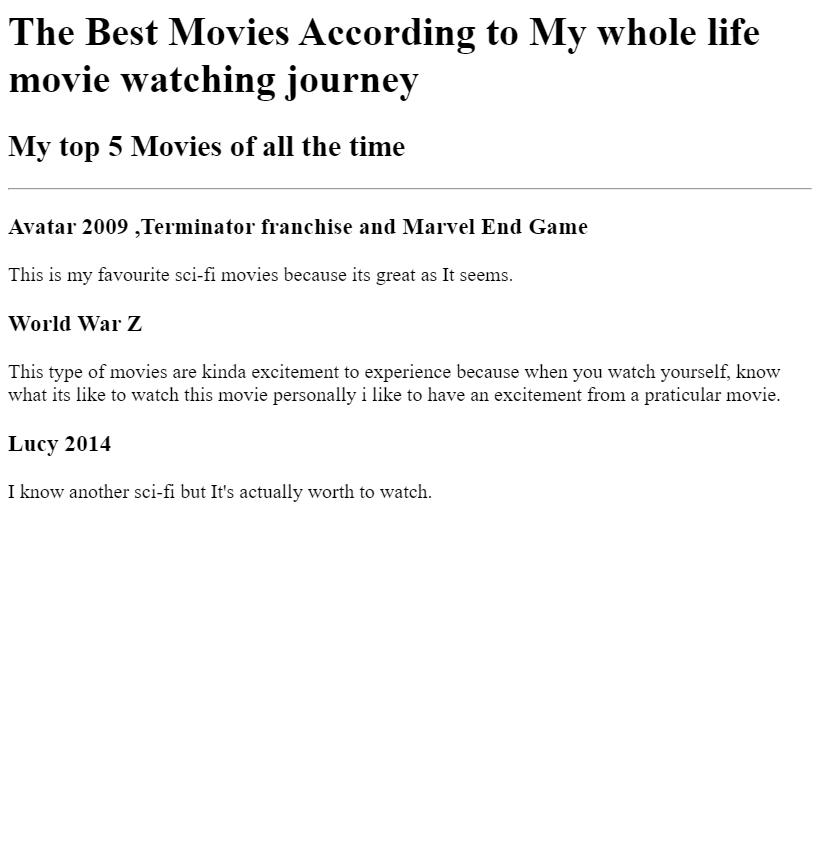 The Best Movies According to My whole life
movie watching journey
My top 5 Movies of all the time
Avatar 2009 ,Terminator franchise and Marvel End Game
This is my favourite sci-fi movies because its great as It seems.
World War Z
This type of movies are kinda excitement to experience because when you watch yourself, know
what its like to watch this movie personally i like to have an excitement from a praticular movie.
Lucy 2014
I know another sci-fi but It's actually worth to watch.